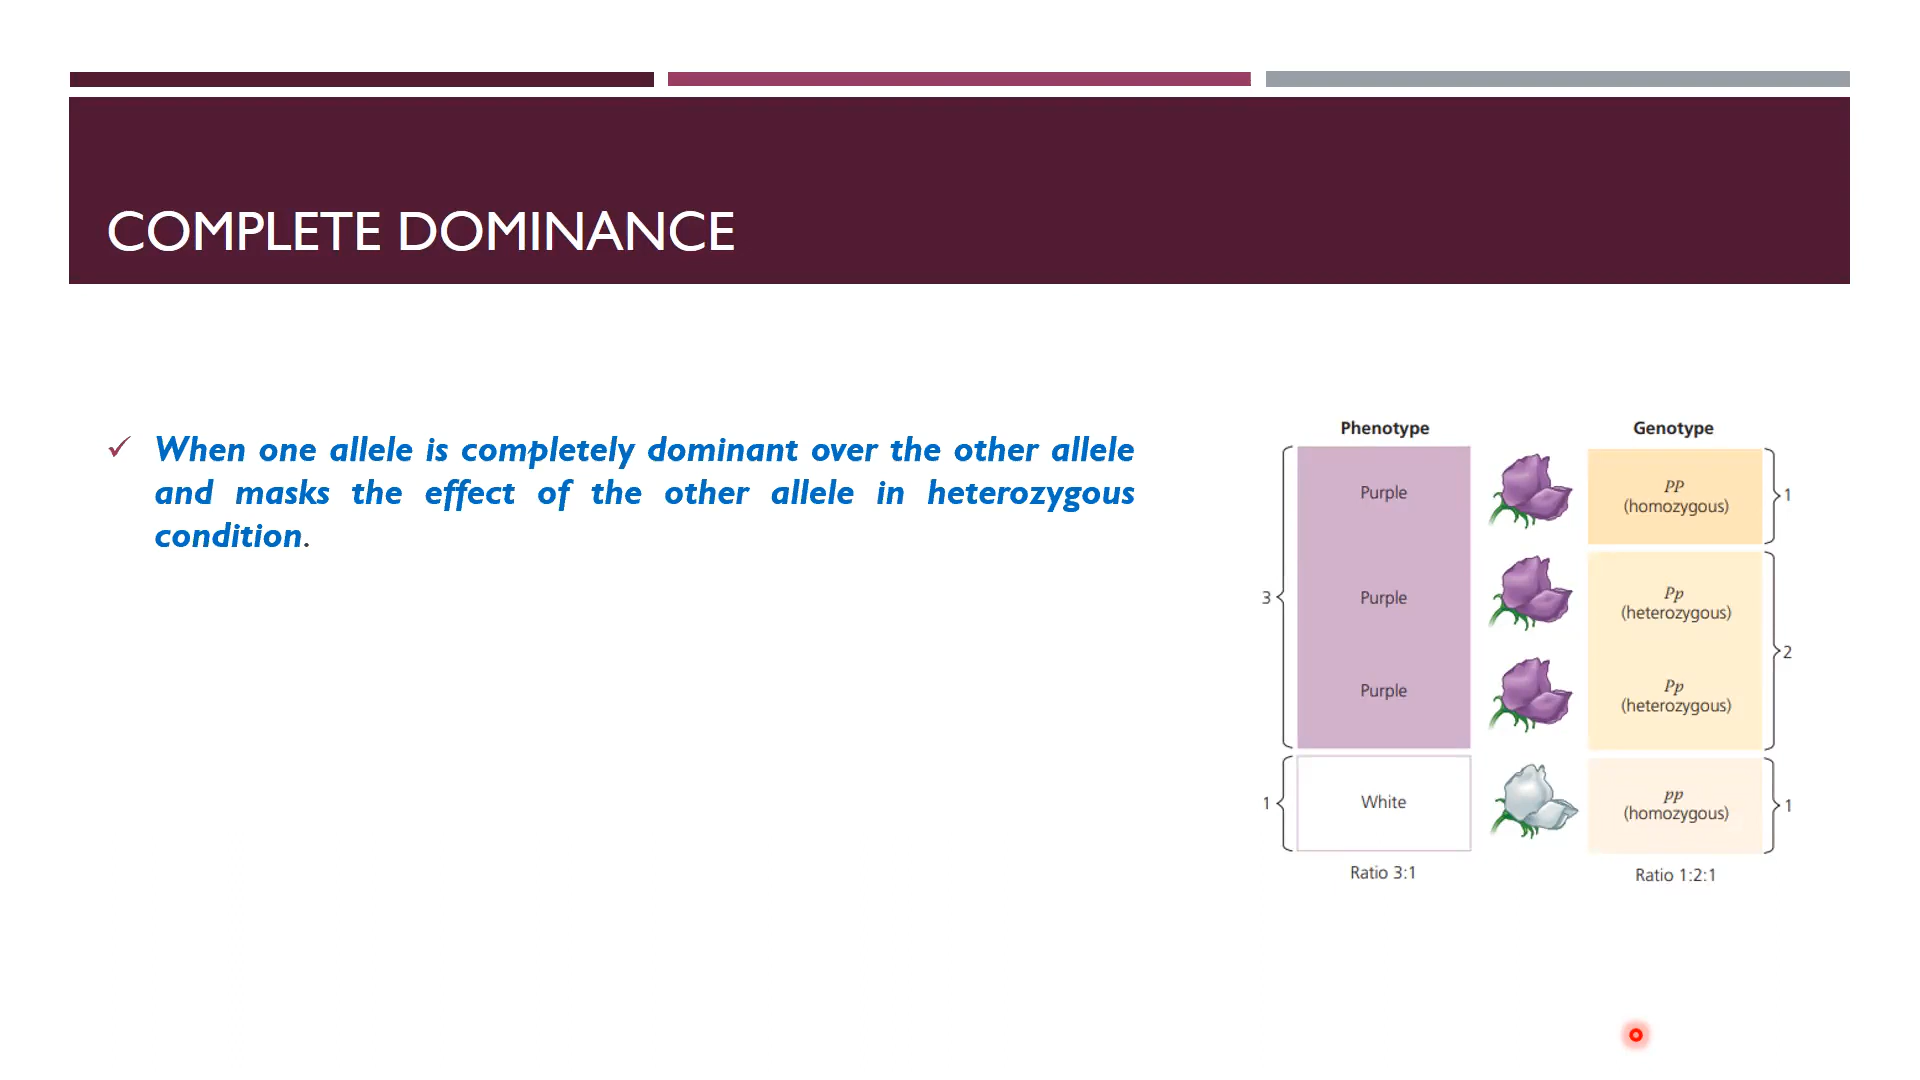 COMPLETE DOMINANCE
✓ When one allele is completely dominant over the other allele
and masks the effect of the other allele in heterozygous
condition.
Phenotype Genotype
Purple
PP
(homozygous)
1
3
Purple
Pp
(heterozygous)
2
Purple
Pp
(heterozygous)
1
White
pp
(homozygous)
1
Ratio 3:1
Ratio 1:2:1